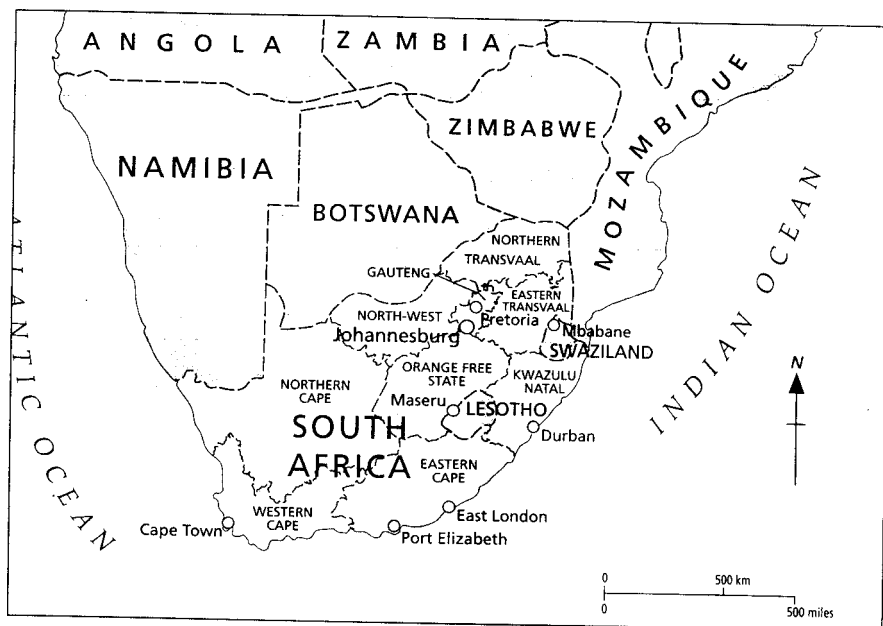 ANGOLA
ZAMBIA
ZIMBABWE
MOZAMBIQUE
NAMIBIA
BOTSWANA
NORTHERN
TRANSVAAL
GAUTENG
EASTERN
TRANSVAAL
NORTH-WEST
Pretoria
Johannesburg
Mbabane
SWAZILAND
ORANGE FREE
STATE
KWAZULU
NATAL
NORTHERN
CAPE
Maseru
LESOTHO
Durban
SOUTH
AFRICA
EASTERN
CAPE
WESTERN
CAPE
East London
Cape Town
Port Elizabeth
ATLANTIC OCEAN
INDIAN OCEAN
N
0 500 km
0 500 miles